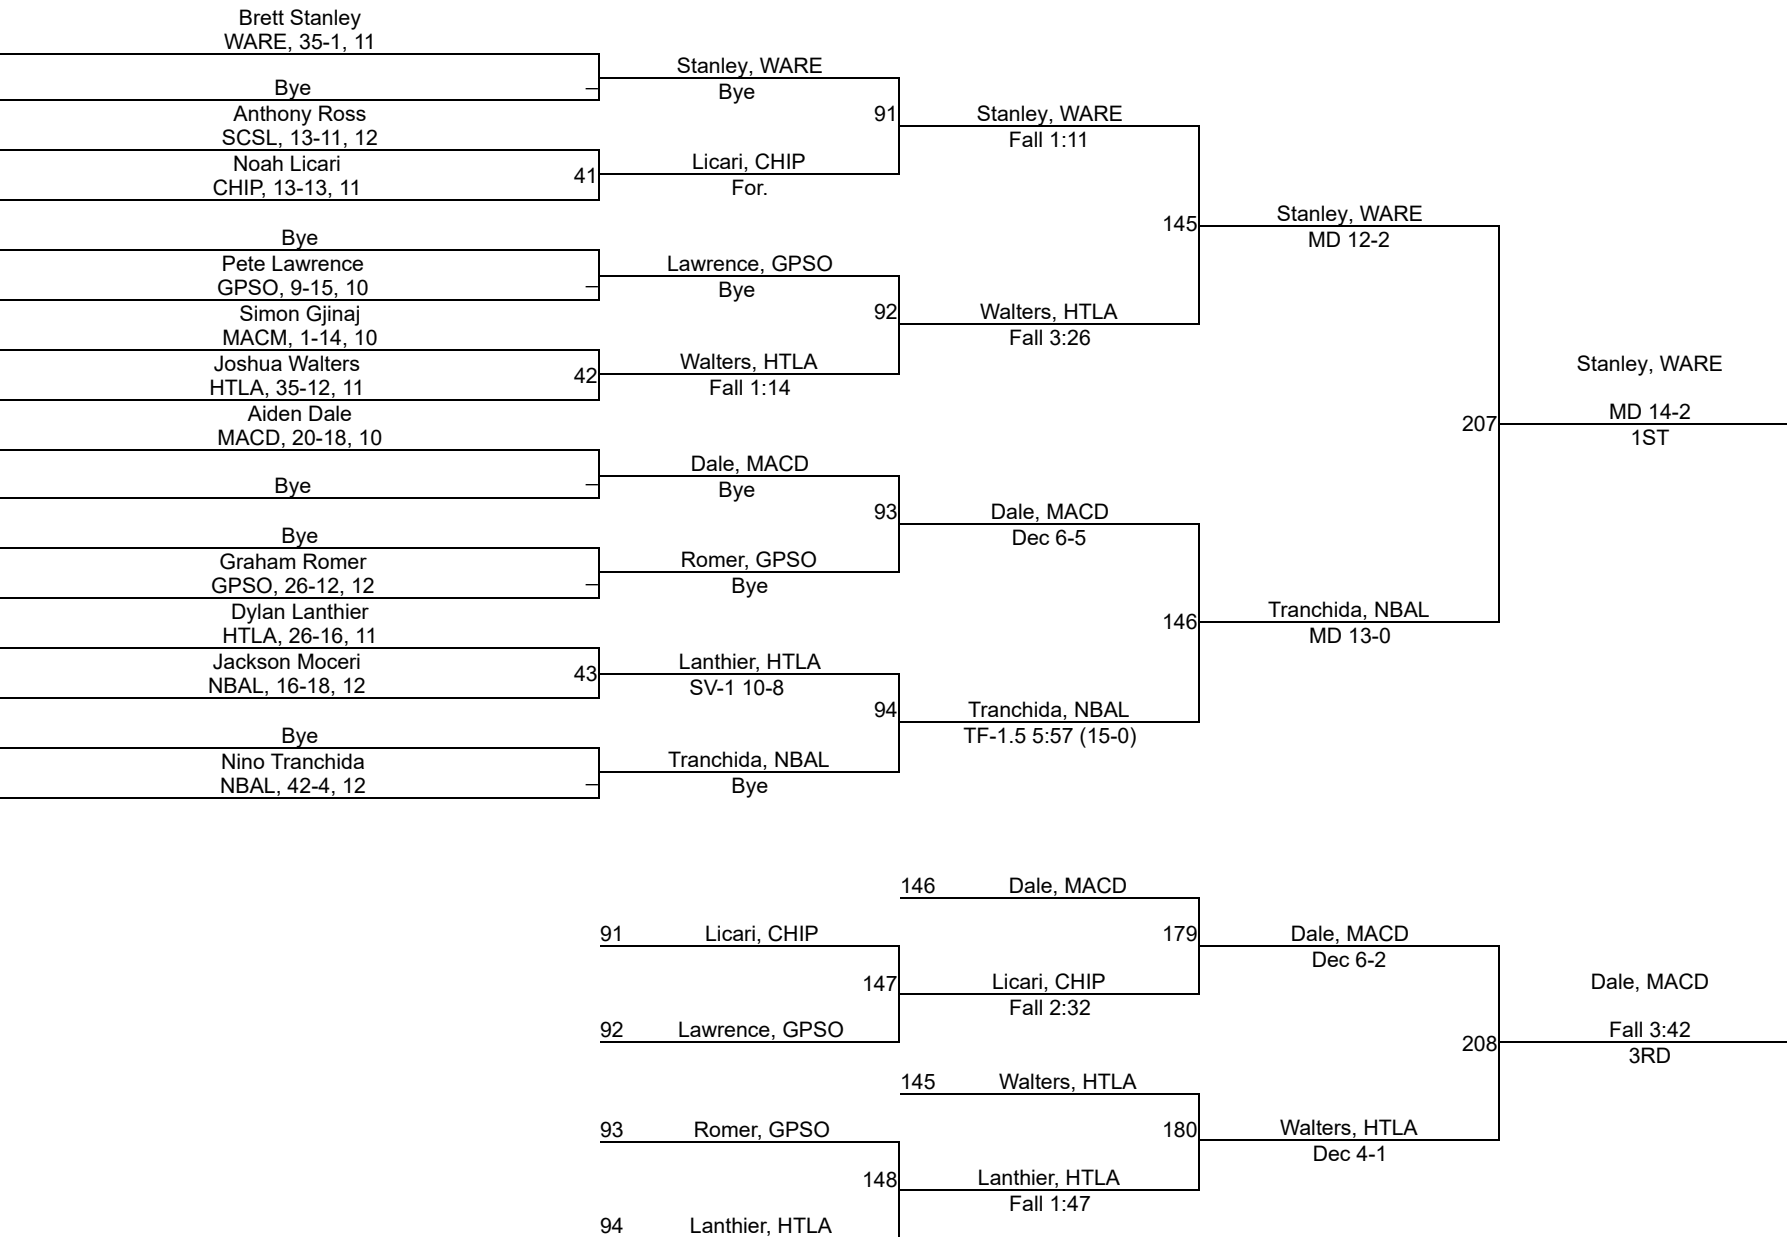 Brett Stanley
WARE, 35-1, 11
Bye
Anthony Ross
SCSL, 13-11, 12
Noah Licari
CHIP, 13-13, 11
41
Bye
Pete Lawrence
GPSO, 9-15, 10
Simon Gjinaj
MACM, 1-14, 10
Joshua Walters
HTLA, 35-12, 11
42
Aiden Dale
MACD, 20-18, 10
Bye
Bye
Graham Romer
GPSO, 26-12, 12
Dylan Lanthier
HTLA, 26-16, 11
Jackson Moceri
NBAL, 16-18, 12
43
Bye
Nino Tranchida
NBAL, 42-4, 12
Stanley, WARE
Bye
91
Licari, CHIP
For.
Lawrence, GPSO
Bye
92
Walters, HTLA
Fall 1:14
Dale, MACD
Bye
93
Romer, GPSO
Bye
Lanthier, HTLA
SV-1 10-8
94
Tranchida, NBAL
Bye
Stanley, WARE
Fall 1:11
145
Walters, HTLA
Fall 3:26
Dale, MACD
Dec 6-5
146
Tranchida, NBAL
TF-1.5 5:57 (15-0)
Stanley, WARE
MD 12-2
207
Tranchida, NBAL
MD 13-0
Stanley, WARE
MD 14-2
1ST
91 Licari, CHIP
147
92 Lawrence, GPSO
93 Romer, GPSO
148
94 Lanthier, HTLA
146 Dale, MACD
179
Licari, CHIP
Fall 2:32
145 Walters, HTLA
180
Lanthier, HTLA
Fall 1:47
Dale, MACD
Dec 6-2
208
Walters, HTLA
Dec 4-1
Dale, MACD
Fall 3:42
3RD